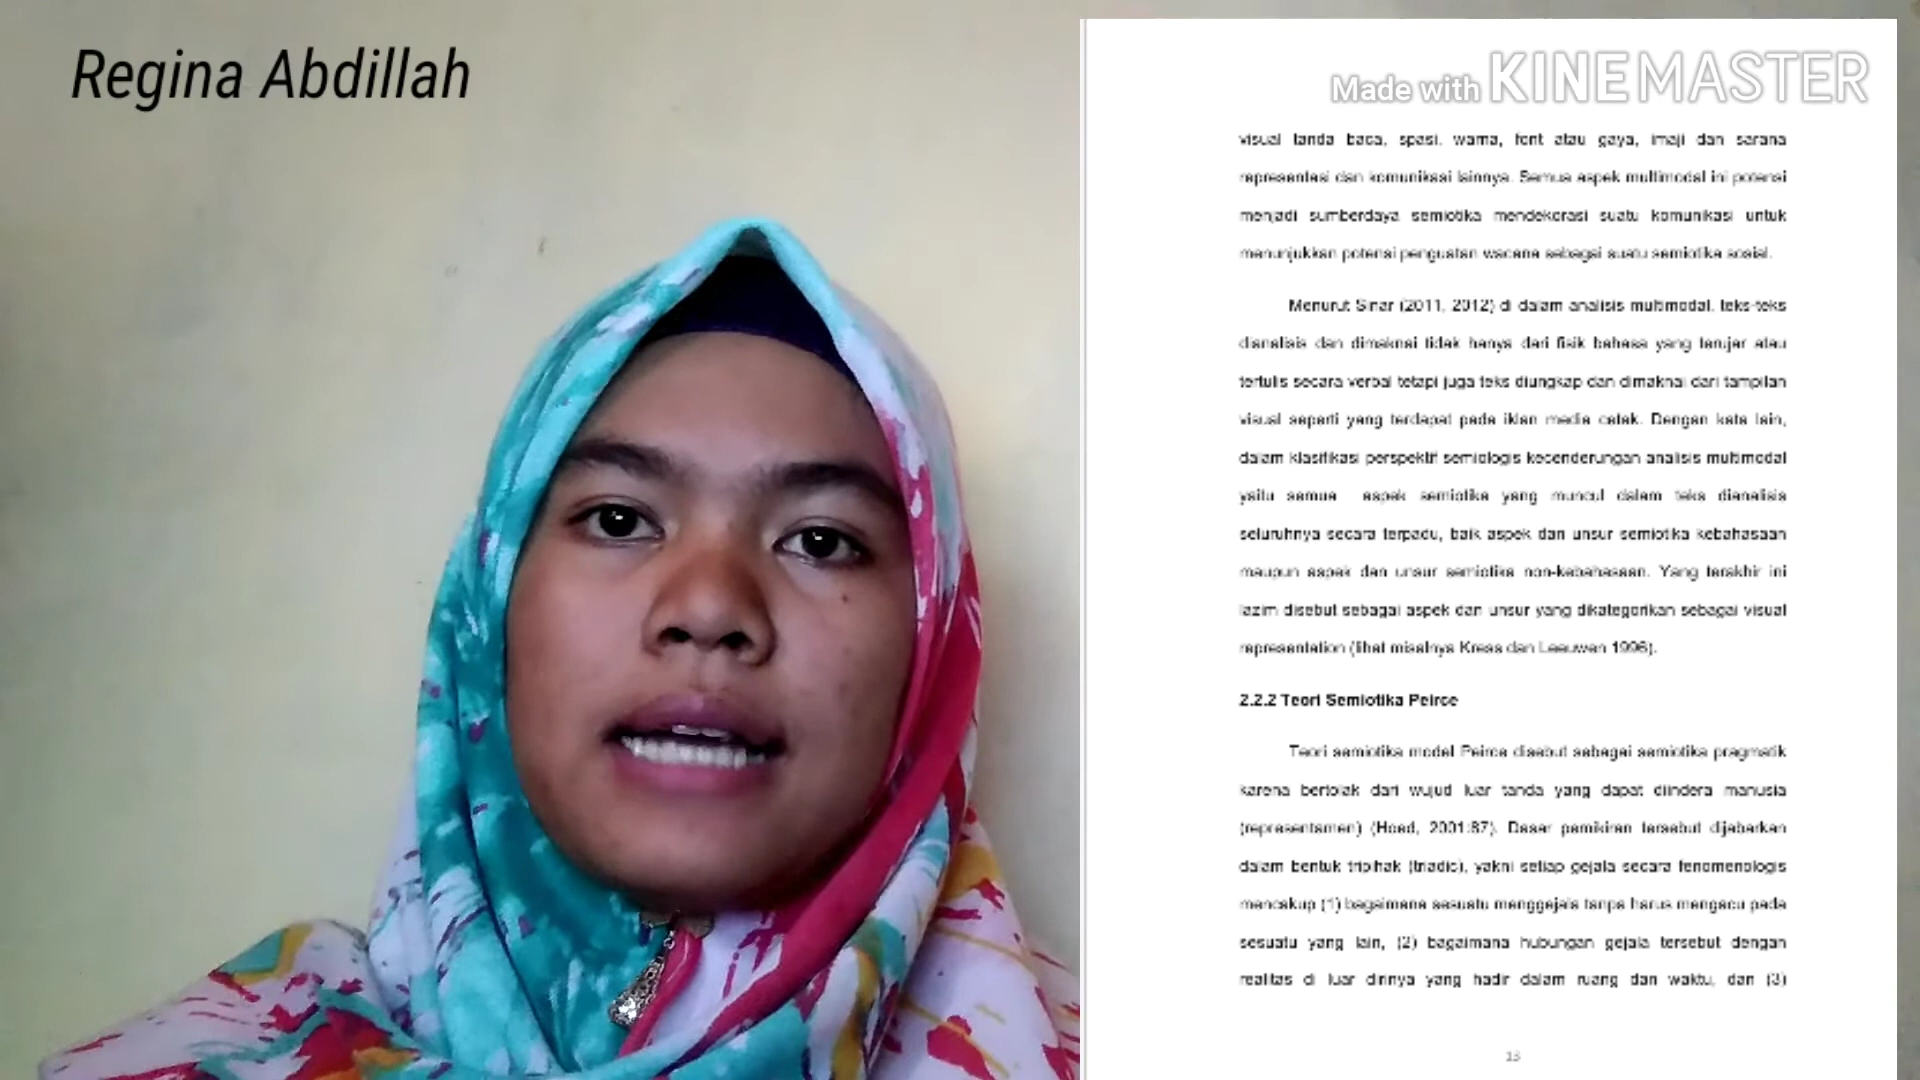 Regina Abdillah
Made with KINEMASTER
visual tanda baca, spasi, warna, font atau gaya, imaji dan sarana
representasi dan komunikasi lainnya. Semua aspek multimodal ini potensi
menjadi sumberdaya semiotika mendekorasi suatu komunikasi untuk
menunjukkan potensi penguatan wacana sebagai suatu semiotika sosial.
Menurut Sinar (2011, 2012) di dalam analisis multimodal, teks-teks
dianalisis dan dimaknai tidak hanya dari fisik bahasa yang terujar atau
tertulis secara verbal tetapi juga teks diungkap dan dimaknai dari tampilan
visual seperti yang terdapat pada iklan media cetak. Dengan kata lain,
dalam klasifikasi perspektif semiologis kecenderungan analisis multimodal
yaitu semua aspek semiotika yang muncul dalam teks dianalisis
seluruhnya secara terpadu, baik aspek dan unsur semiotika kebahasaan
maupun aspek dan unsur semiotika non-kebahasaan. Yang terakhir ini
lazim disebut sebagai aspek dan unsur yang dikategorikan sebagai visual
representation (lihat misalnya Kress dan Leeuwen 1996).
2.2.2 Teori Semiotika Peirce
Teori semiotika model Peirce disebut sebagai semiotika pragmatik
karena bertolak dari wujud luar tanda yang dapat diindera manusia
(representamen) (Hoed, 2001:87). Dasar pemikiran tersebut dijabarkan
dalam bentuk tripihak (triadic), yakni setiap gejala secara fenomenologis
mencakup (1) bagaimana sesuatu menggejala tanpa harus mengacu pada
sesuatu yang lain, (2) bagaimana hubungan gejala tersebut dengan
realitas di luar dirinya yang hadir dalam ruang dan waktu, dan (3)
13